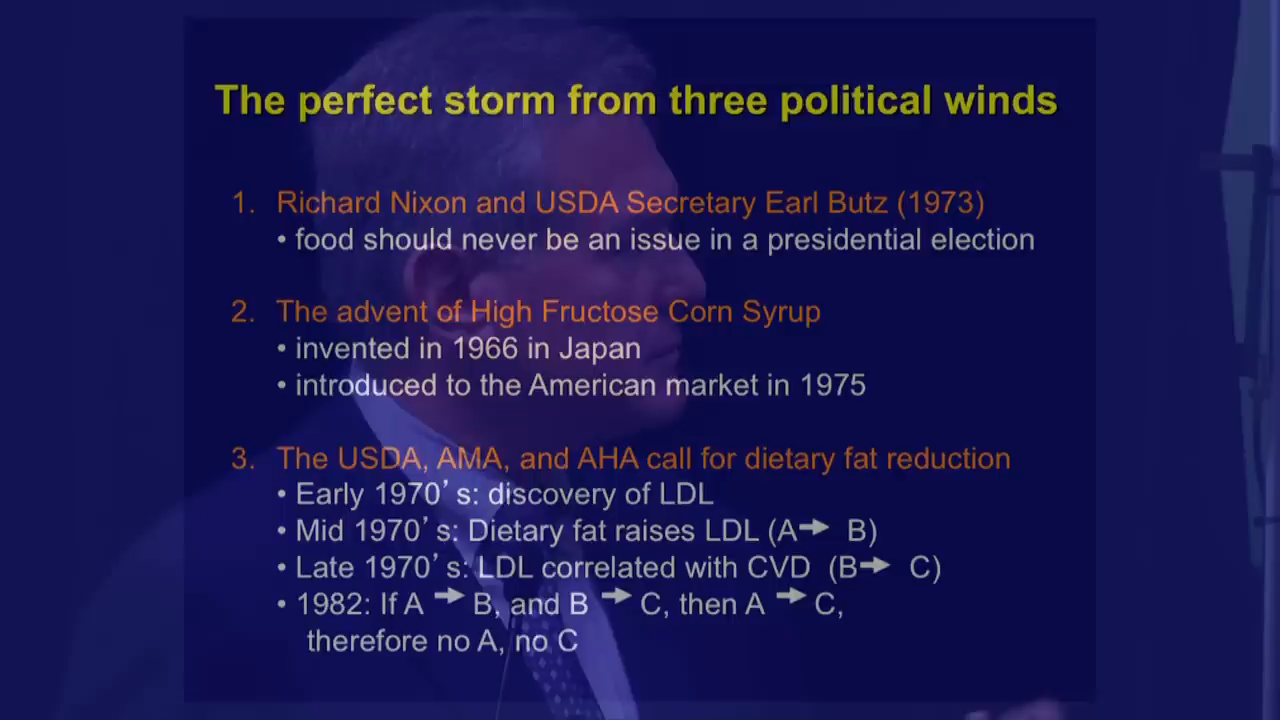 The perfect storm from three political winds
1. Richard Nixon and USDA Secretary Earl Butz (1973)
• food should never be an issue in a presidential election
2. The advent of High Fructose Corn Syrup
• invented in 1966 in Japan
• introduced to the American market in 1975
3. The USDA, AMA, and AHA call for dietary fat reduction
• Early 1970's: discovery of LDL
• Mid 1970's: Dietary fat raises LDL (A→ B)
• Late 1970's: LDL correlated with CVD (B→ C)
• 1982: If A → B, and B → C, then A → C,
therefore no A, no C